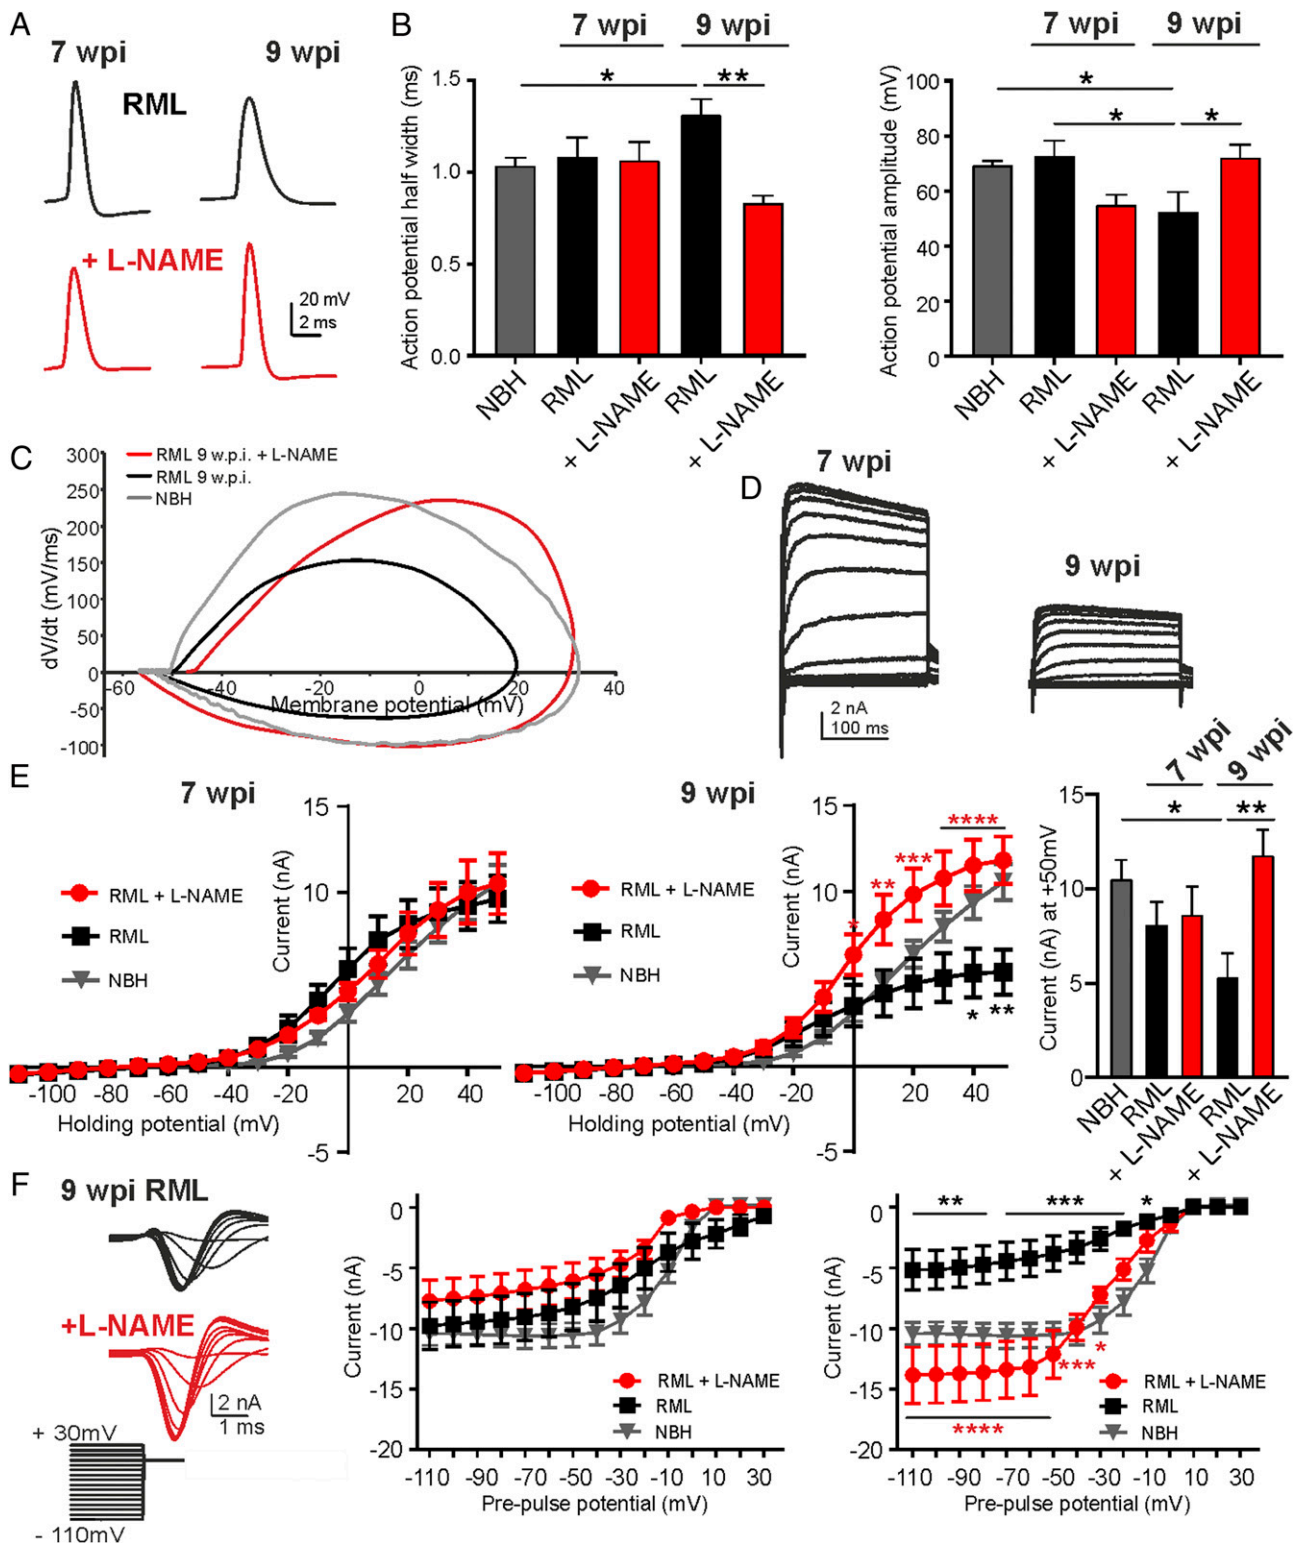 A
7 wpi
9 wpi
RML
+ L-NAME
20 mV
2 ms
B
7 wpi
9 wpi
Action potential half width (ms)
1.5
1.0
0.5
0.0
*
**
NBH
RML
+ L-NAME
RML
+ L-NAME
7 wpi
9 wpi
Action potential amplitude (mV)
100
80
60
40
20
0
*
*
*
NBH
RML
+ L-NAME
RML
+ L-NAME
C
RML 9 w.p.i. + L-NAME
RML 9 w.p.i.
NBH
dV/dt (mV/ms)
300
250
200
150
100
50
0
-50
-100
-60
-40
-20
0
20
40
Membrane potential (mV)
D
7 wpi
9 wpi
2 nA
100 ms
E
7 wpi
Current (nA)
15
10
-5
RML + L-NAME
RML
NBH
-100 -80 -60 -40 -20
20 40
Holding potential (mV)
9 wpi
Current (nA)
15
10
-5
RML + L-NAME
RML
NBH
*
**
***
****
*
**
-100 -80 -60 -40 -20
20 40
Holding potential (mV)
7 wpi
9 wpi
Current (nA) at +50mV
15
10
5
0
*
**
NBH
RML
+ L-NAME
RML
+ L-NAME
F
9 wpi RML
+L-NAME
2 nA
1 ms
+ 30mV
- 110mV
Current (nA)
0
-5
-10
-15
-20
RML + L-NAME
RML
NBH
-110 -90 -70 -50 -30 -10 10 30
Pre-pulse potential (mV)
Current (nA)
0
-5
-10
-15
-20
**
***
*
*
***
****
RML + L-NAME
RML
NBH
-110 -90 -70 -50 -30 -10 10 30
Pre-pulse potential (mV)